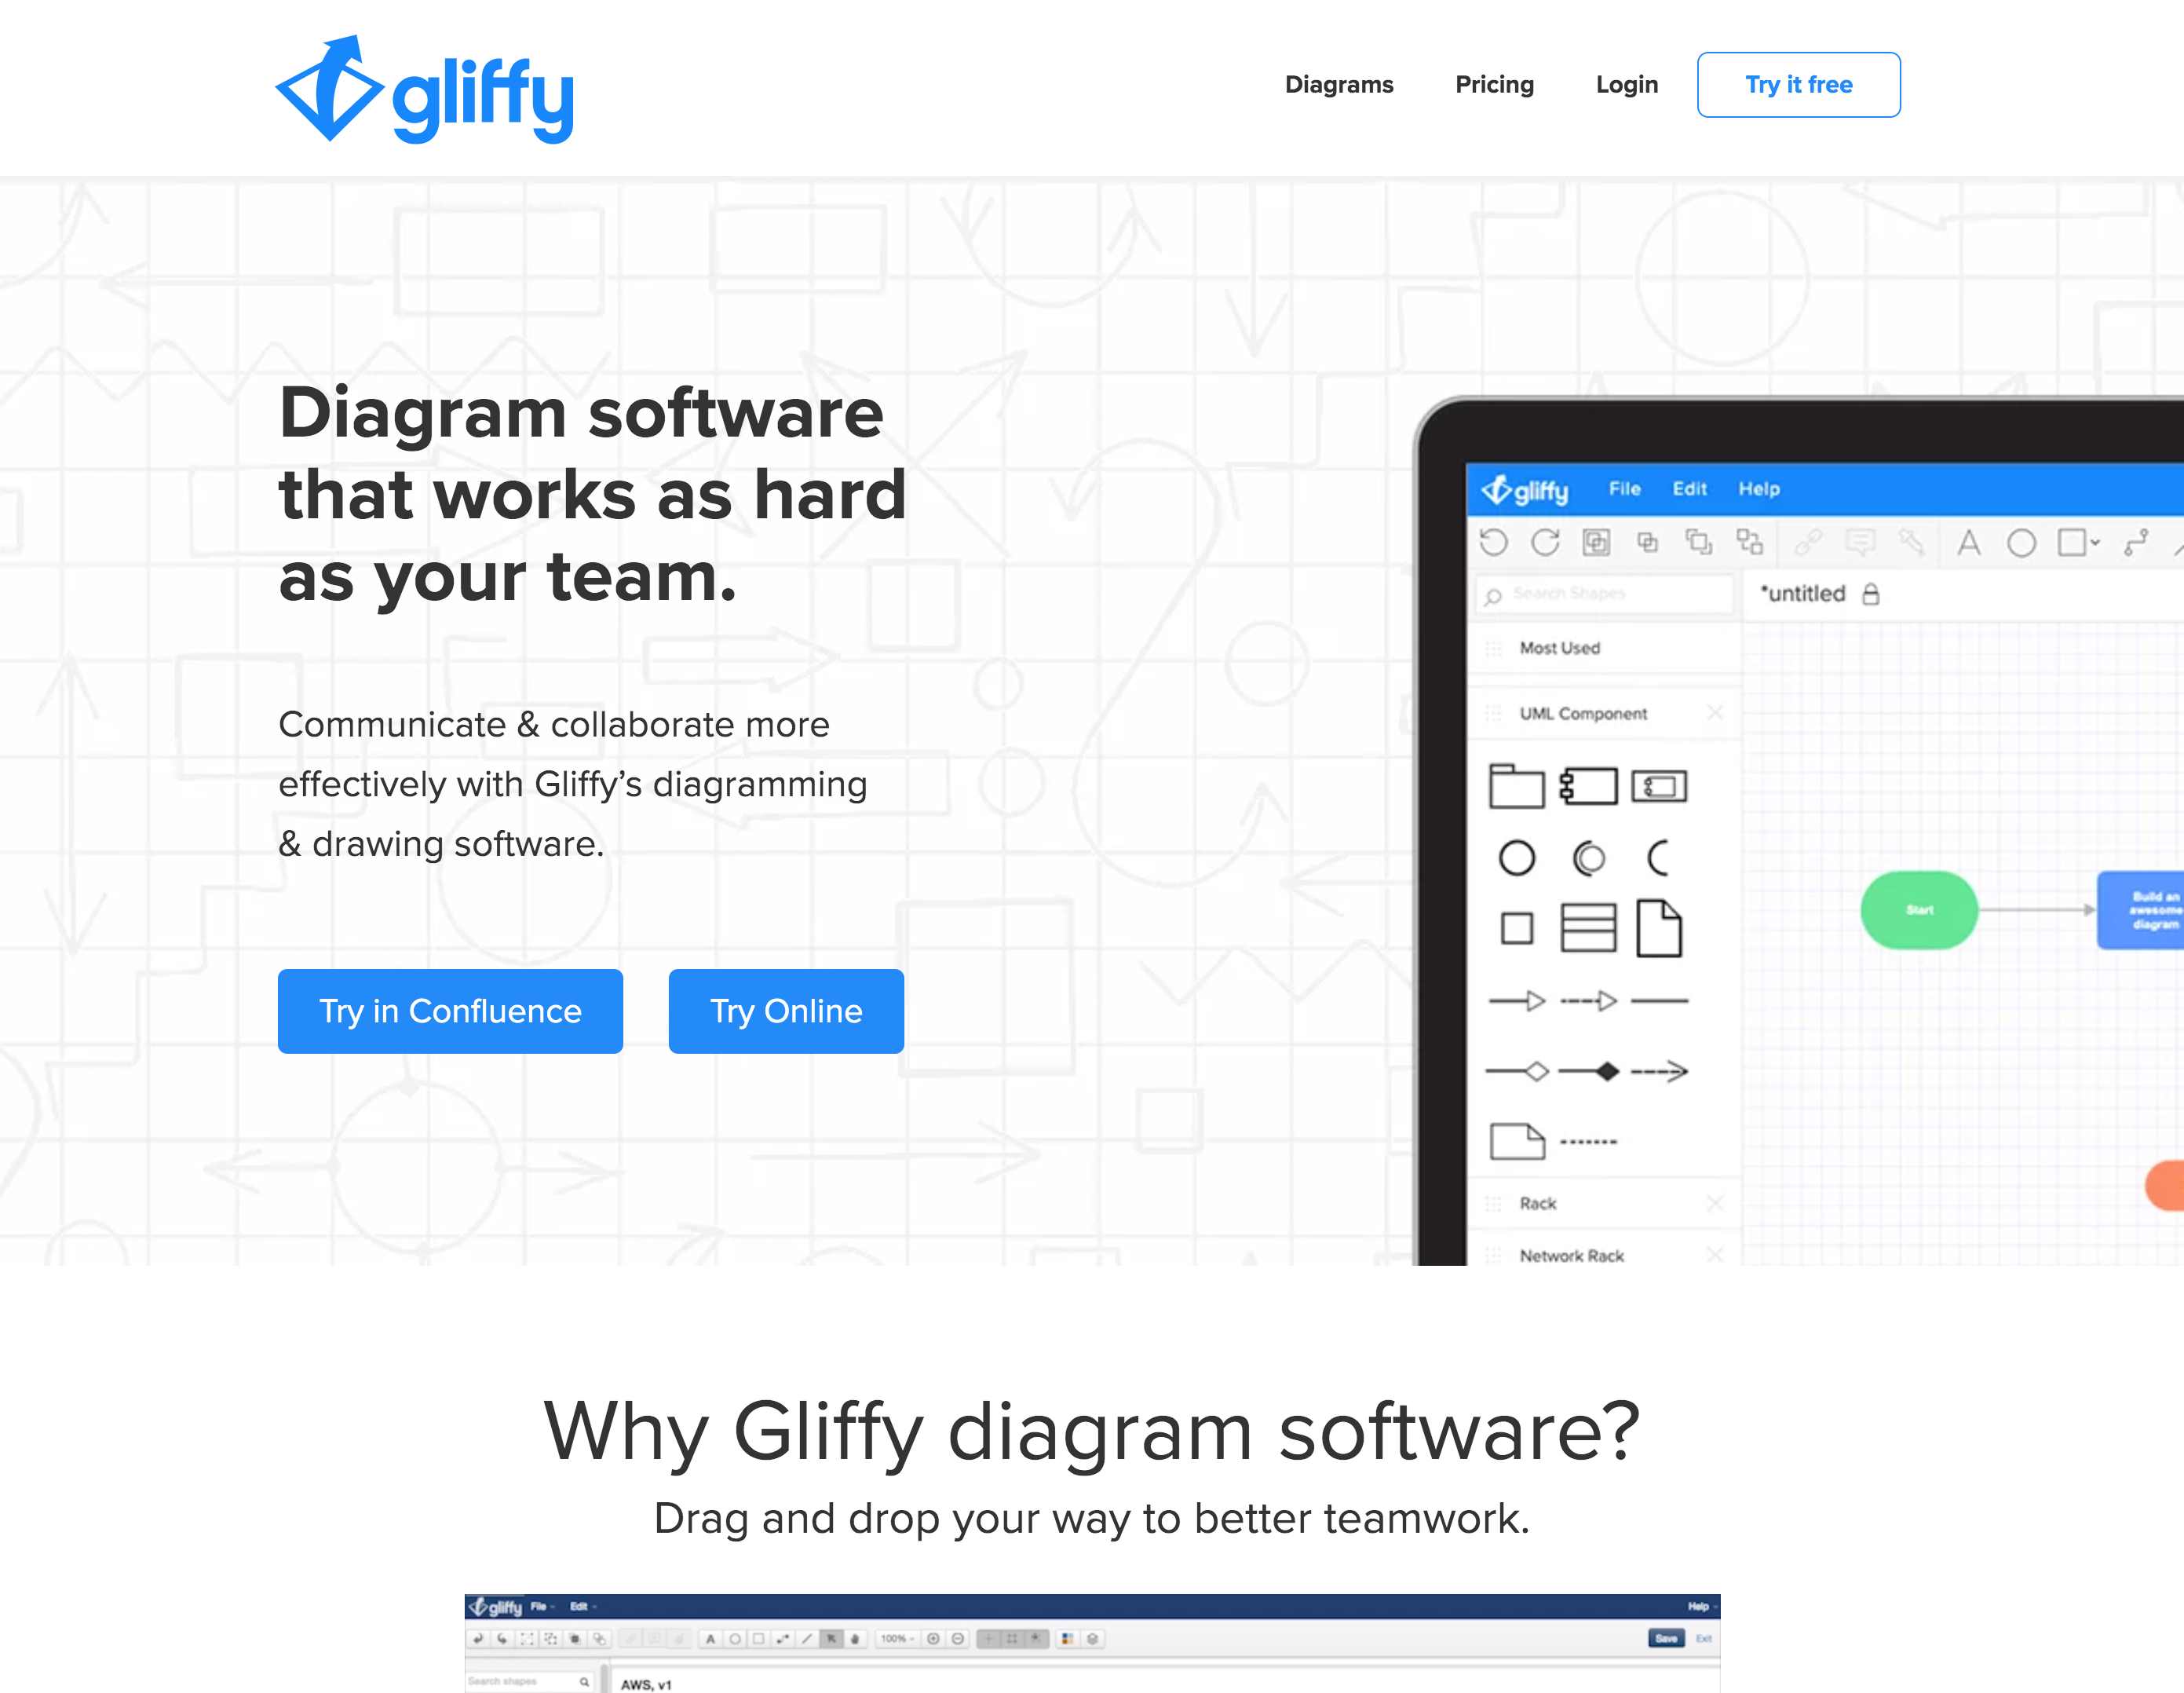 gliffy
Diagrams Pricing Login Try it free
Diagram software
that works as hard
as your team.
Communicate & collaborate more
effectively with Gliffy’s diagramming
& drawing software.
Try in Confluence Try Online
gliffy File Edit Help
Search Shapes
*untitled
Most Used
UML Component
Start
Build an
awesome
diagram
Rack
Network Rack
Why Gliffy diagram software?
Drag and drop your way to better teamwork.
gliffy File Edit Help
A 100% Save Exit
Search shapes
AWS, v1